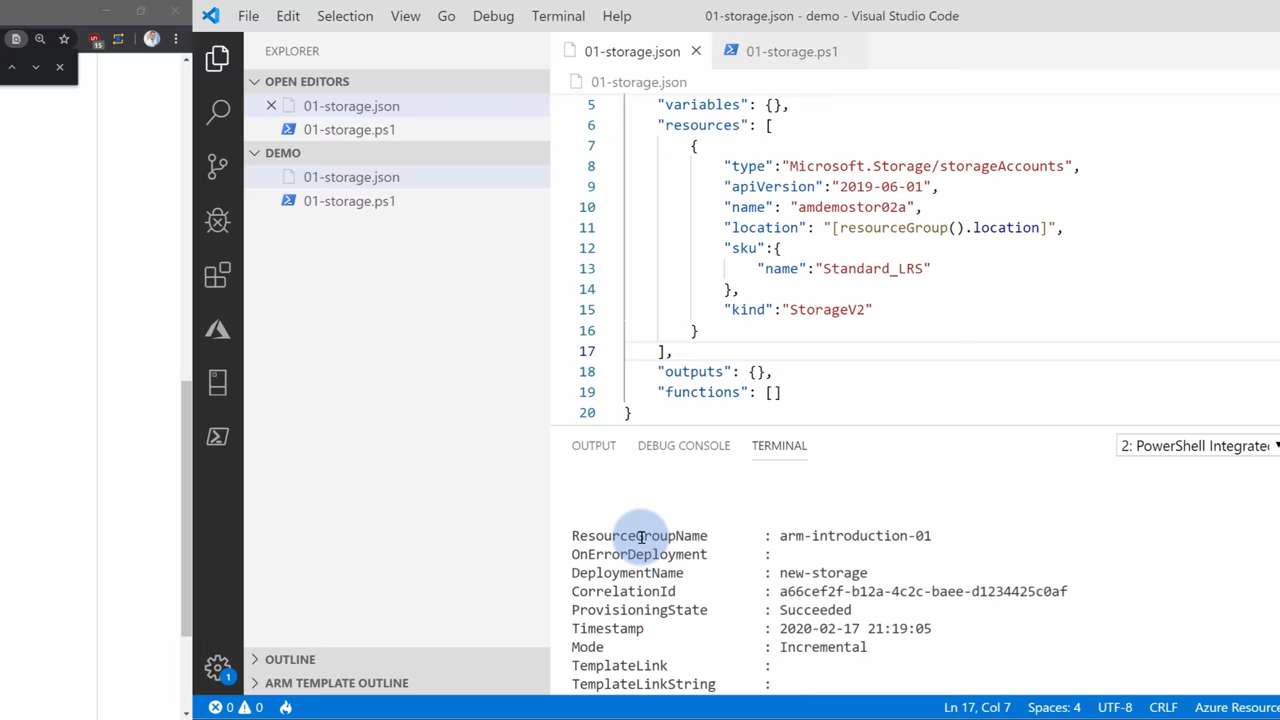 File Edit Selection View Go Debug Terminal Help 01-storage.json - demo - Visual Studio Code
15
EXPLORER
OPEN EDITORS
01-storage.json
01-storage.ps1
DEMO
01-storage.json
01-storage.ps1
OUTLINE
ARM TEMPLATE OUTLINE
1
01-storage.json 01-storage.ps1
01-storage.json
5 "variables": {},
6 "resources": [
7 {
8 "type":"Microsoft.Storage/storageAccounts",
9 "apiVersion":"2019-06-01",
10 "name": "amdemostor02a",
11 "location": "[resourceGroup().location]",
12 "sku":{
13 "name":"Standard_LRS"
14 },
15 "kind":"StorageV2"
16 }
17 ],
18 "outputs": {},
19 "functions": []
20 }
OUTPUT DEBUG CONSOLE TERMINAL 2: PowerShell Integrate
ResourceGroupName : arm-introduction-01
OnErrorDeployment :
DeploymentName : new-storage
CorrelationId : a66cef2f-b12a-4c2c-baee-d1234425c0af
ProvisioningState : Succeeded
Timestamp : 2020-02-17 21:19:05
Mode : Incremental
TemplateLink :
TemplateLinkString :
0 0 Ln 17, Col 7 Spaces: 4 UTF-8 CRLF Azure Resourc